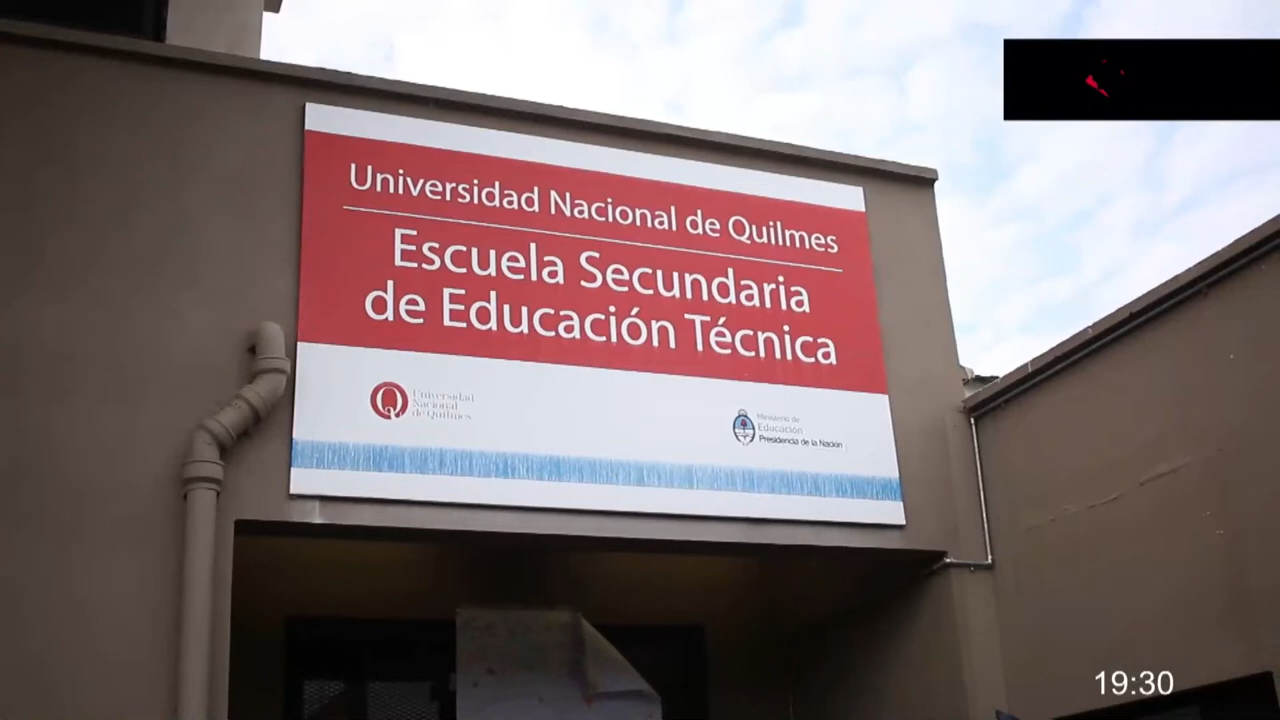 Universidad Nacional de Quilmes
Escuela Secundaria
de Educación Técnica
Universidad
Nacional
de Quilmes
Ministerio de
Educación
Presidencia de la Nación
19:30